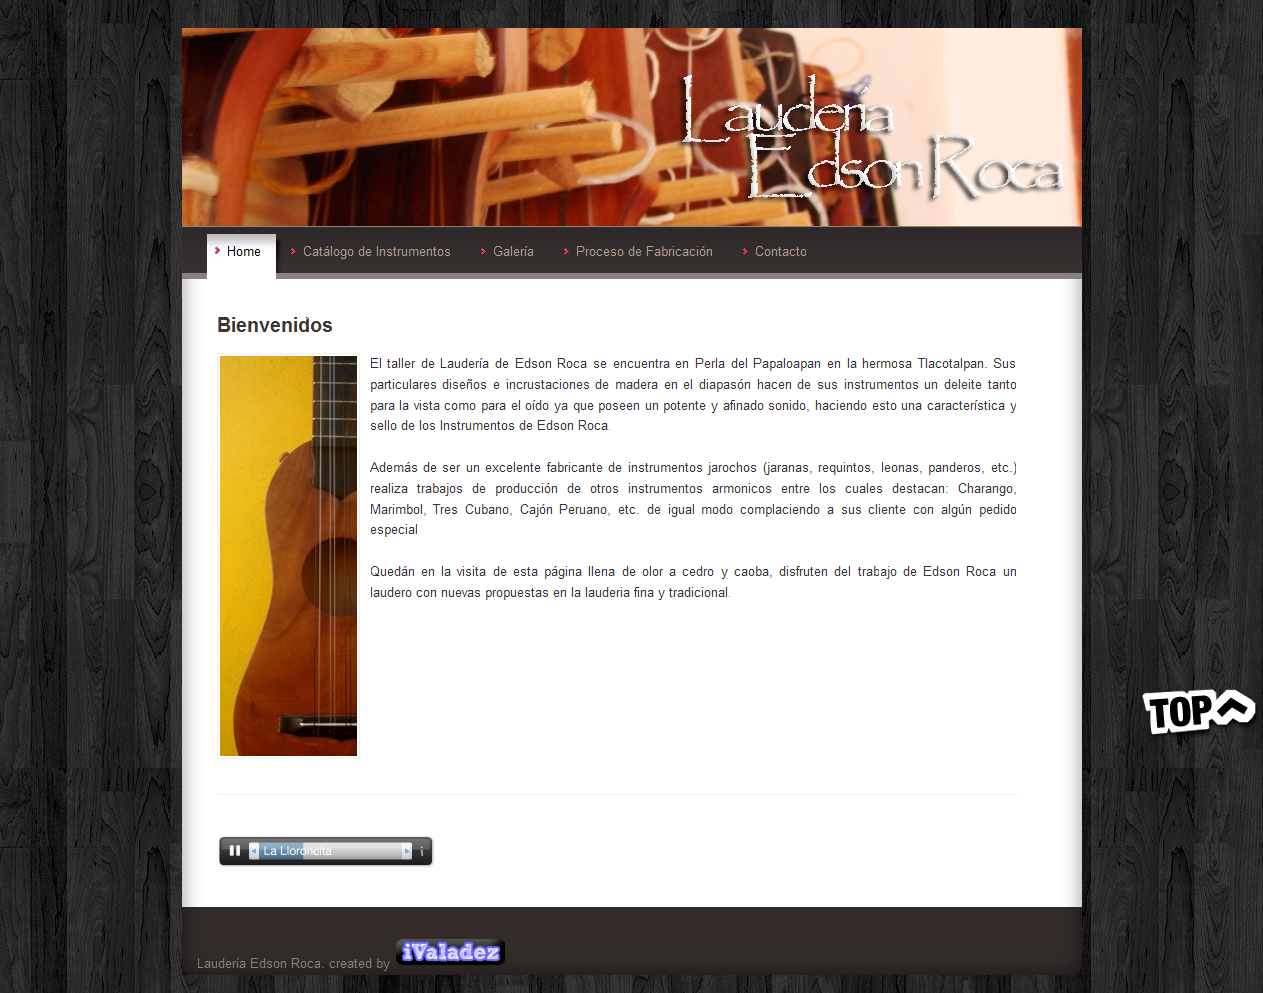 Laudería
Edson Roca
Home Catálogo de Instrumentos Galería Proceso de Fabricación Contacto
Bienvenidos
El taller de Laudería de Edson Roca se encuentra en Perla del Papaloapan en la hermosa Tlacotalpan. Sus
particulares diseños e incrustaciones de madera en el diapasón hacen de sus instrumentos un deleite tanto
para la vista como para el oído ya que poseen un potente y afinado sonido, haciendo esto una característica y
sello de los Instrumentos de Edson Roca.
Además de ser un excelente fabricante de instrumentos jarochos (jaranas, requintos, leonas, panderos, etc.)
realiza trabajos de producción de otros instrumentos armonicos entre los cuales destacan: Charango,
Marimbol, Tres Cubano, Cajón Peruano, etc. de igual modo complaciendo a sus cliente con algún pedido
especial
Quedán en la visita de esta página llena de olor a cedro y caoba, disfruten del trabajo de Edson Roca un
laudero con nuevas propuestas en la lauderia fina y tradicional.
TOP
La Lloroncita
i
Laudería Edson Roca. created by iValadez